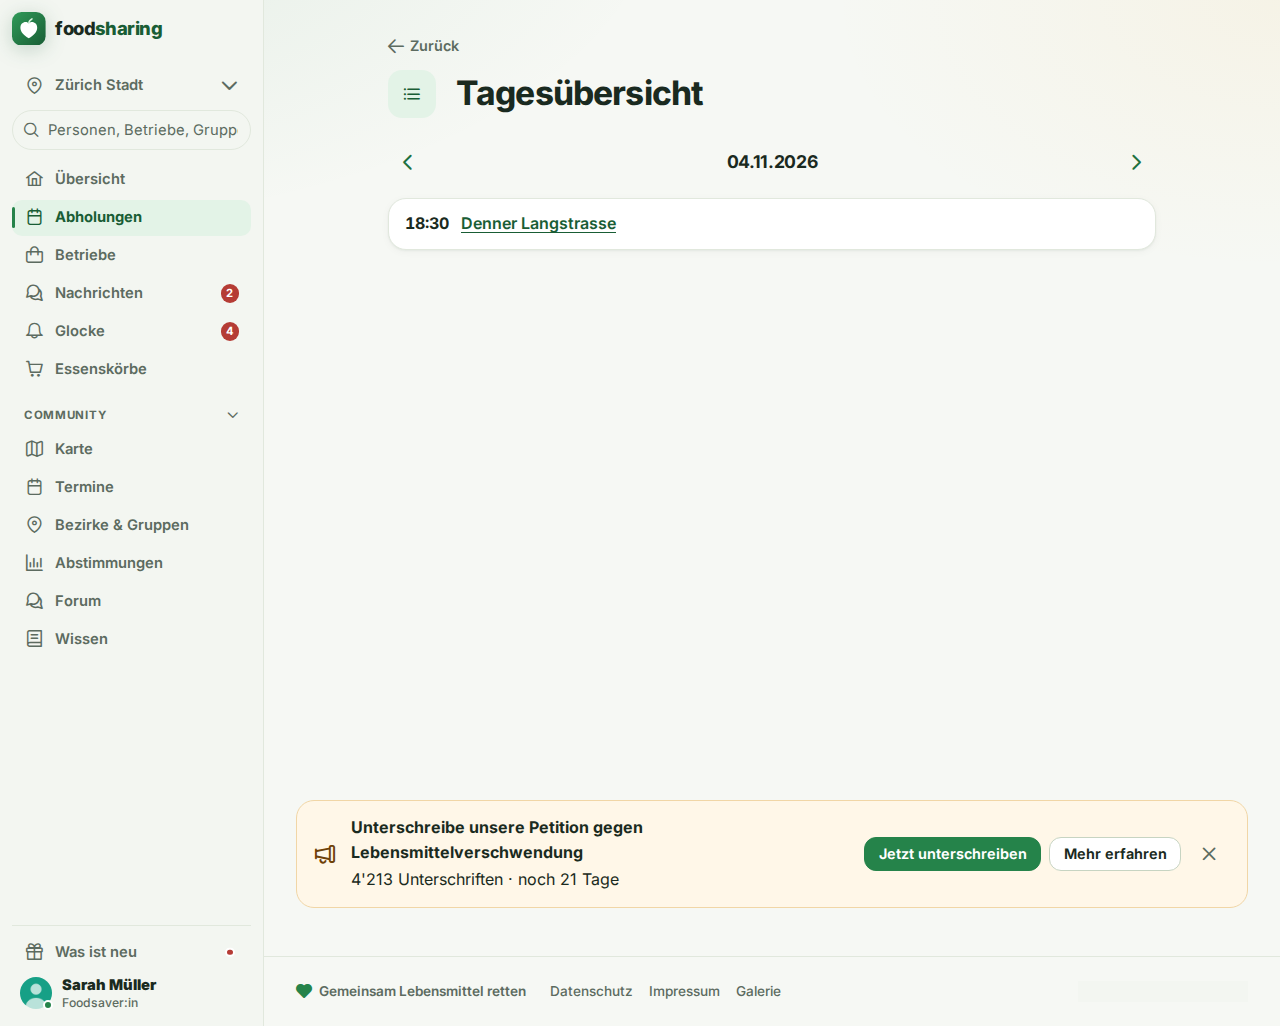 foodsharing
Zürich Stadt
Personen, Betriebe, Grupp
Übersicht
Abholungen
Betriebe
Nachrichten 2
Glocke 4
Essenskörbe
COMMUNITY
Karte
Termine
Bezirke & Gruppen
Abstimmungen
Forum
Wissen
Was ist neu
Sarah Müller
Foodsaver:in
Zurück
Tagesübersicht
04.11.2026
18:30 Denner Langstrasse
Unterschreibe unsere Petition gegen
Lebensmittelverschwendung
4'213 Unterschriften · noch 21 Tage
Jetzt unterschreiben
Mehr erfahren
Gemeinsam Lebensmittel retten Datenschutz Impressum Galerie